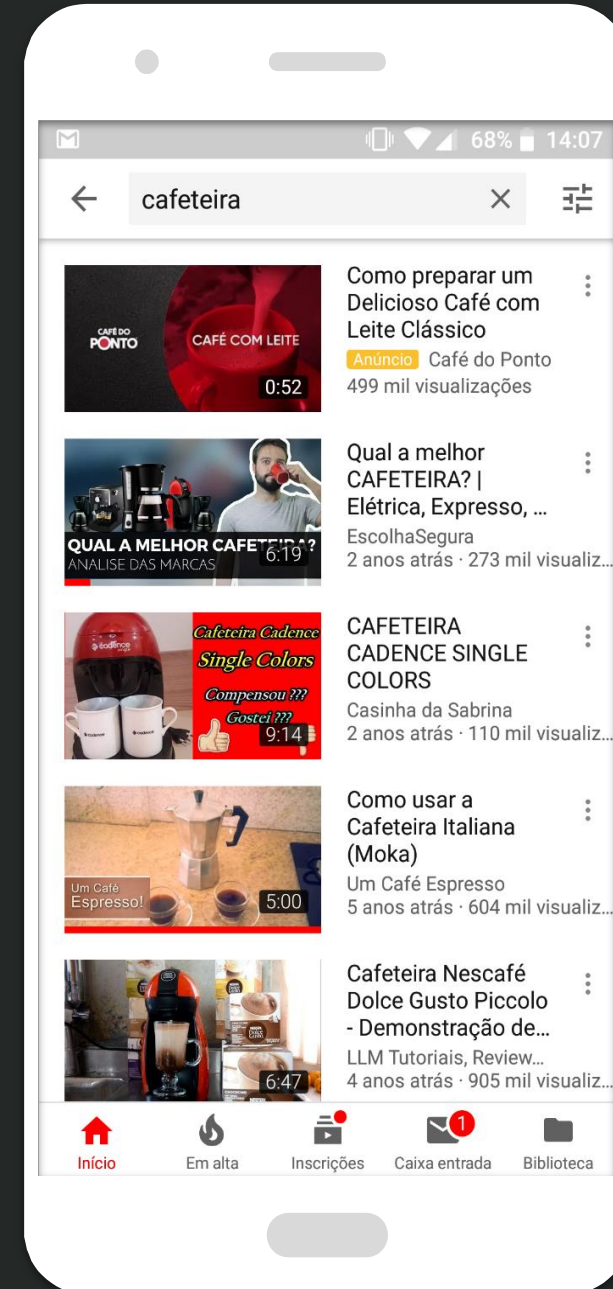 68% 14:07
cafeteira
CAFÉ DO
PONTO
CAFÉ COM LEITE
0:52
Como preparar um
Delicioso Café com
Leite Clássico
Anúncio Café do Ponto
499 mil visualizações
QUAL A MELHOR CAFETEIRA?
ANALISE DAS MARCAS
6:19
Qual a melhor
CAFETEIRA? |
Elétrica, Expresso, ...
EscolhaSegura
2 anos atrás · 273 mil visualiz...
cadence
Cafeteira Cadence
Single Colors
Compensou ???
Gostei ???
9:14
CAFETEIRA
CADENCE SINGLE
COLORS
Casinha da Sabrina
2 anos atrás · 110 mil visualiz...
Um Café
Espresso!
5:00
Como usar a
Cafeteira Italiana
(Moka)
Um Café Espresso
5 anos atrás · 604 mil visualiz...
6:47
Cafeteira Nescafé
Dolce Gusto Piccolo
- Demonstração de...
LLM Tutoriais, Review...
4 anos atrás · 905 mil visualiz...
1
Início Em alta Inscrições Caixa entrada Biblioteca